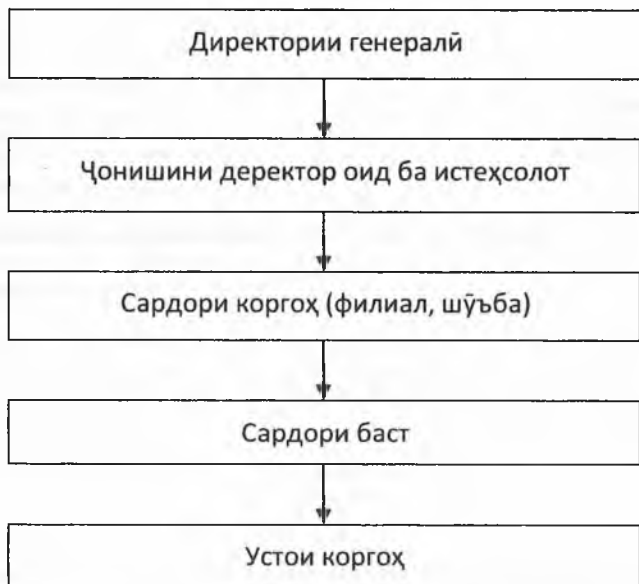 Директории генералӣ
Ҷонишини деректор оид ба истеҳсолот
Сардори коргоҳ (филиал, шӯъба)
Сардори баст
Устои коргоҳ